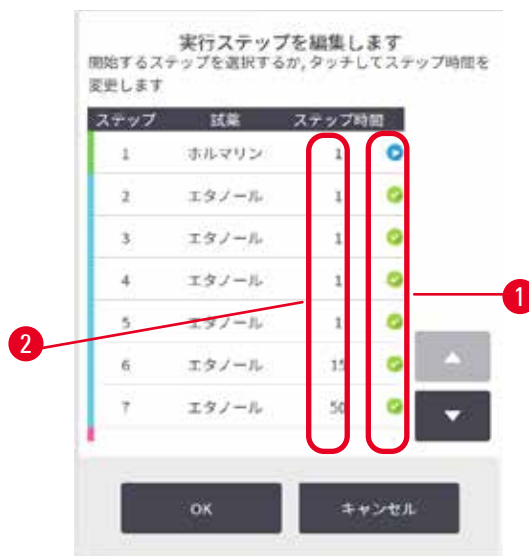 実行ステップを編集します
開始するステップを選択するか, タッチしてステップ時間を
変更します
ステップ 試薬 ステップ時間
1 ホルマリン 1
2 エタノール 1
3 エタノール 1
4 エタノール 1
5 エタノール 1
6 エタノール 15
7 エタノール 50
1
2
OK キャンセル